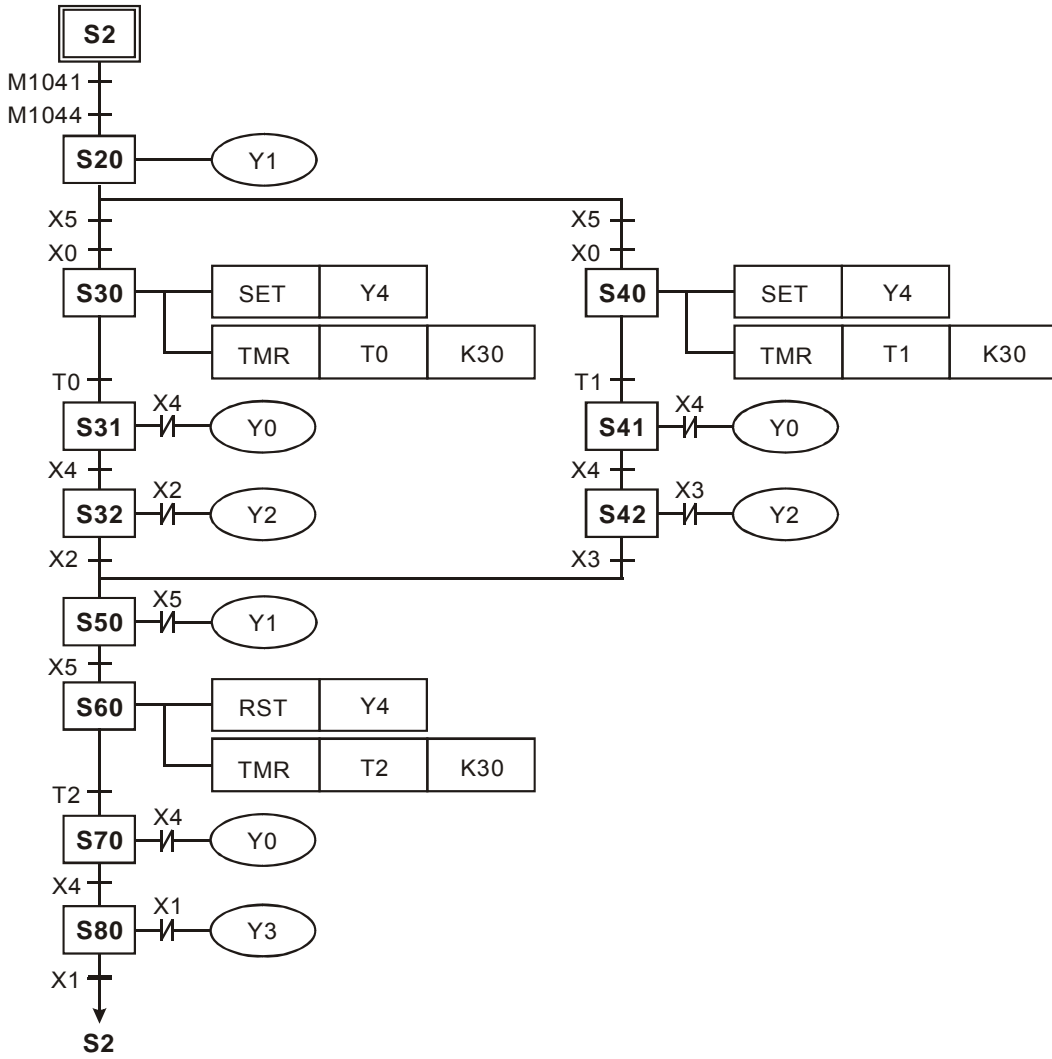 S2
M1041
M1044
S20 Y1
X5 X5
X0 X0
S30 SET Y4 S40 SET Y4
TMR T0 K30 TMR T1 K30
T0 T1
X4 X4
S31 Y0 S41 Y0
X4 X4
X2 X3
S32 Y2 S42 Y2
X2 X3
X5
S50 Y1
X5
S60 RST Y4
TMR T2 K30
T2
X4
S70 Y0
X4
X1
S80 Y3
X1
S2